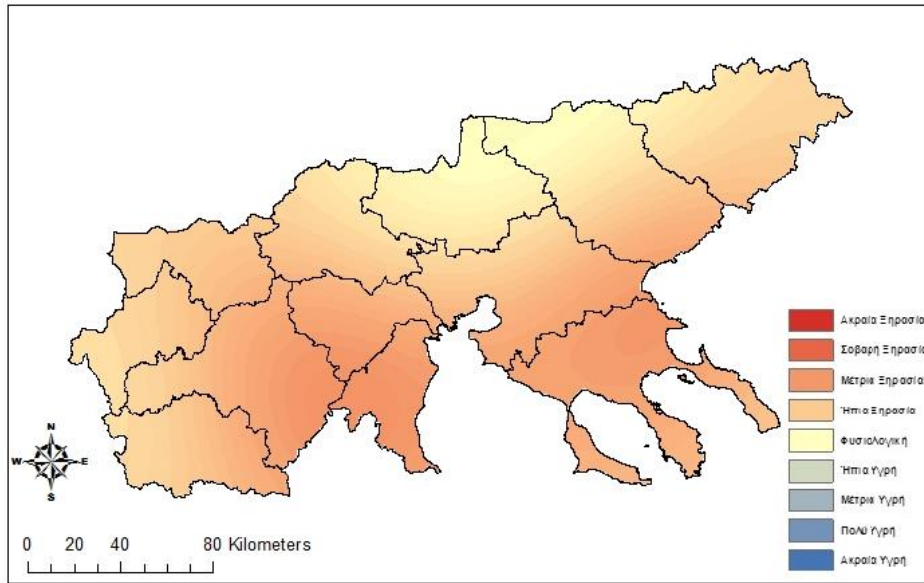 Ακραία Ξηρασία
Σοβαρή Ξηρασία
Μέτρια Ξηρασία
Ήπια Ξηρασία
Φυσιολογική
Ήπια Υγρή
Μέτρια Υγρή
Πολύ Υγρή
Ακραία Υγρή
N
W E
S
0 20 40 80 Kilometers